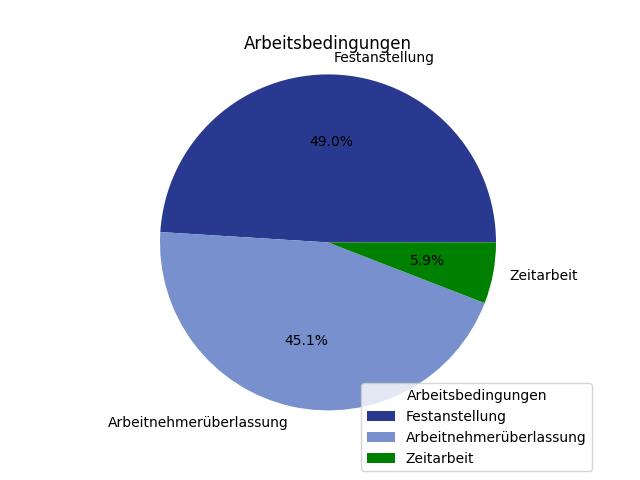 Arbeitsbedingungen
Festanstellung
49.0%
5.9%
Zeitarbeit
45.1%
Arbeitnehmerüberlassung
Arbeitsbedingungen
Festanstellung
Arbeitnehmerüberlassung
Zeitarbeit